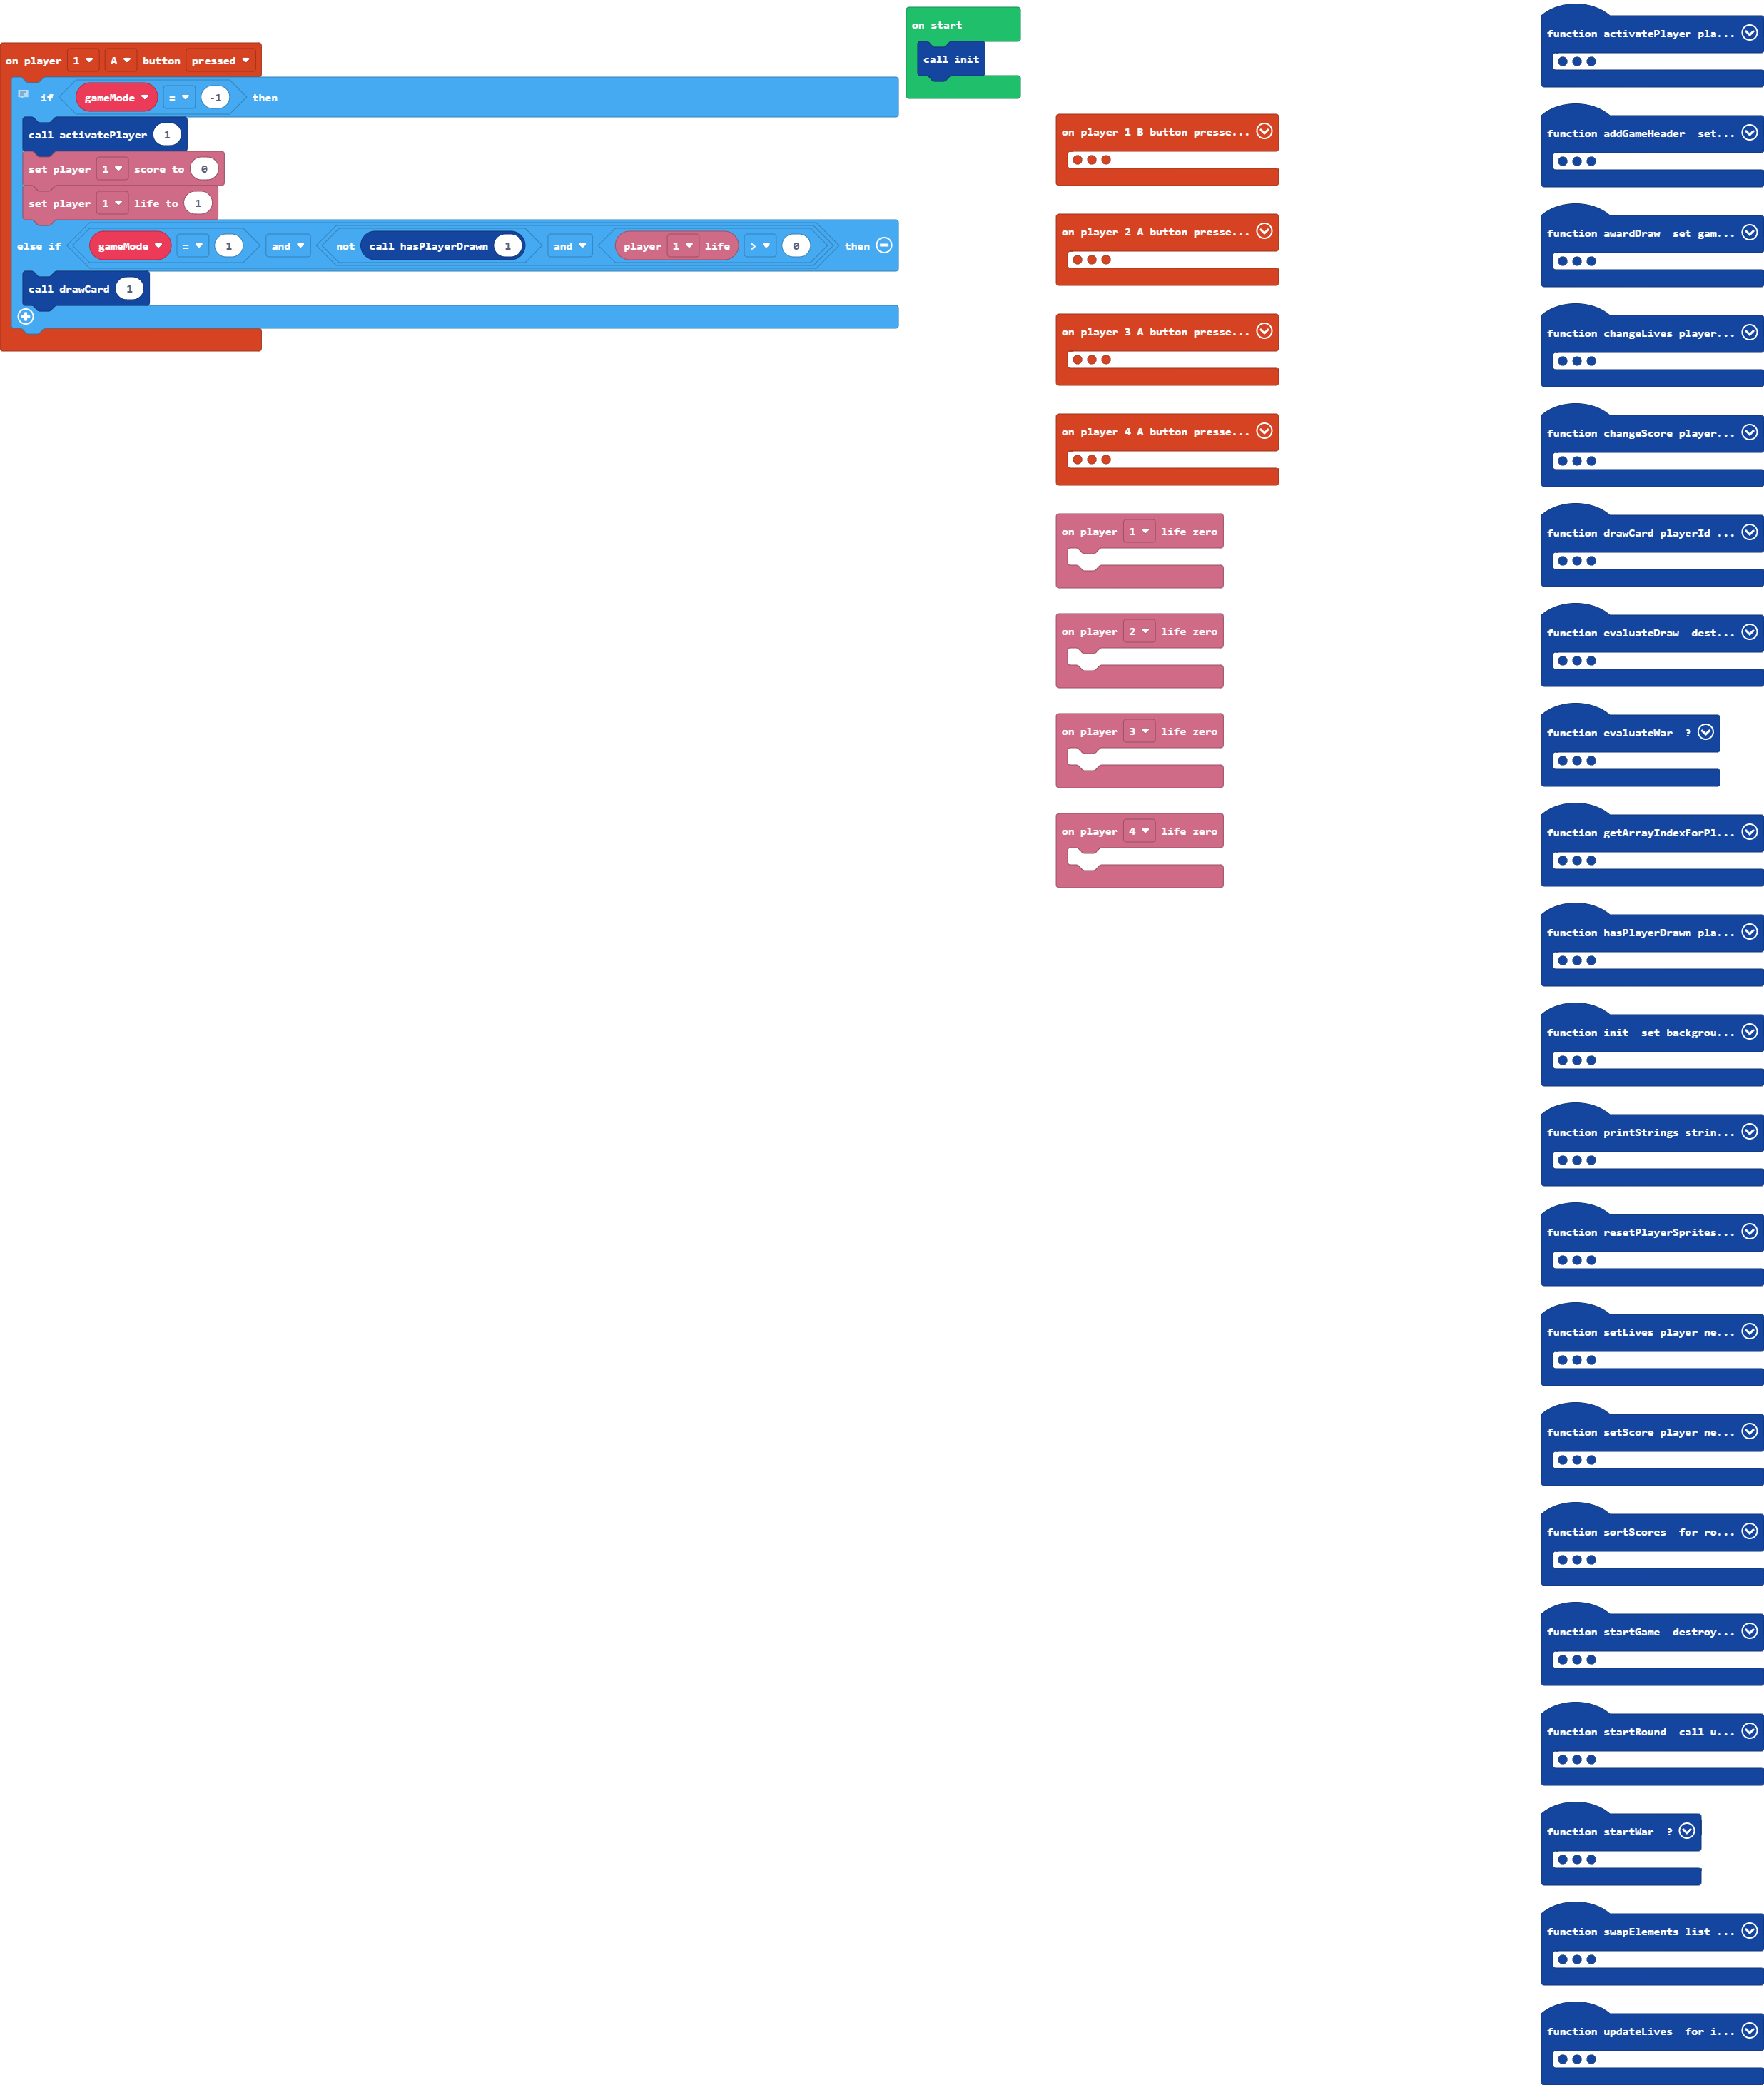 on player 1 A button pressed
if gameMode = -1 then
call activatePlayer 1
set player 1 score to 0
set player 1 life to 1
else if gameMode = 1 and not call hasPlayerDrawn 1 and player 1 life > 0 then
call drawCard 1
on start
call init
on player 1 B button presse...
on player 2 A button presse...
on player 3 A button presse...
on player 4 A button presse...
on player 1 life zero
on player 2 life zero
on player 3 life zero
on player 4 life zero
function activatePlayer pla...
function addGameHeader set...
function awardDraw set gam...
function changeLives player...
function changeScore player...
function drawCard playerId ...
function evaluateDraw dest...
function evaluateWar ?
function getArrayIndexForPl...
function hasPlayerDrawn pla...
function init set backgrou...
function printStrings strin...
function resetPlayerSprites...
function setLives player ne...
function setScore player ne...
function sortScores for ro...
function startGame destroy...
function startRound call u...
function startWar ?
function swapElements list ...
function updateLives for i...